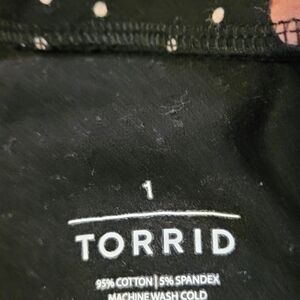 1
TORRID
95% COTTON | 5% SPANDEX
MACHINE WASH COLD